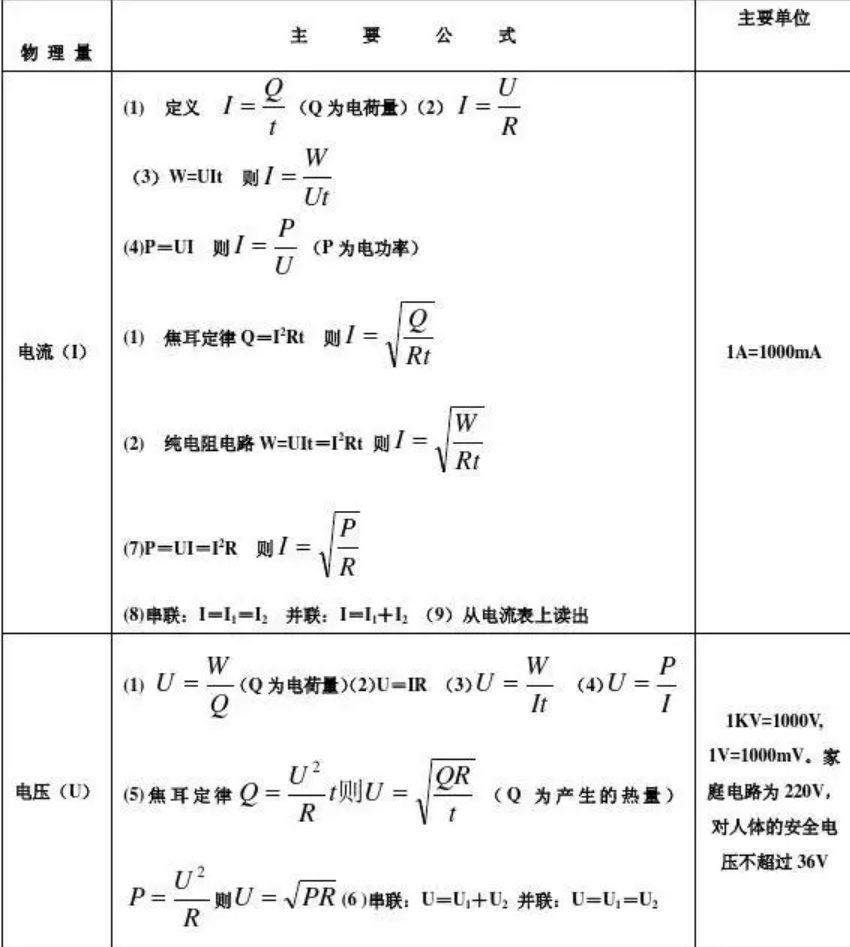 物 理 量 主 要 公 式 主要单位
(1) 定义 I = Q/t (Q 为电荷量) (2) I = U/R
(3) W=UIt 则 I = W/(Ut)
(4)P＝UI 则 I = P/U (P 为电功率)
(1) 焦耳定律 Q＝I²Rt 则 I = √(Q/(Rt))
电流（I）
1A=1000mA
(2) 纯电阻电路 W=UIt＝I²Rt 则 I = √(W/(Rt))
(7)P＝UI＝I²R 则 I = √(P/R)
(8)串联：I＝I₁＝I₂ 并联：I＝I₁＋I₂ （9）从电流表上读出
(1) U = W/Q (Q 为电荷量)(2)U＝IR (3) U = W/(It) (4) U = P/I
电压（U）
(5)焦耳定律 Q = U²/R t则U = √(QR/t) （Q 为产生的热量）
P = U²/R 则 U = √PR (6 )串联：U＝U₁＋U₂ 并联：U＝U₁＝U₂
1KV=1000V,
1V=1000mV。家
庭电路为 220V，
对人体的安全电
压不超过 36V